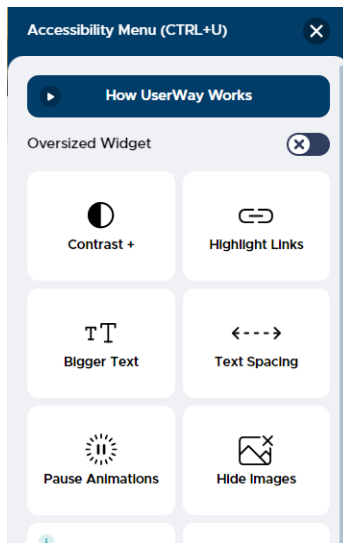 Accessibility Menu (CTRL+U)
How UserWay Works
Oversized Widget
Contrast +
Highlight Links
Bigger Text
Text Spacing
Pause Animations
Hide Images